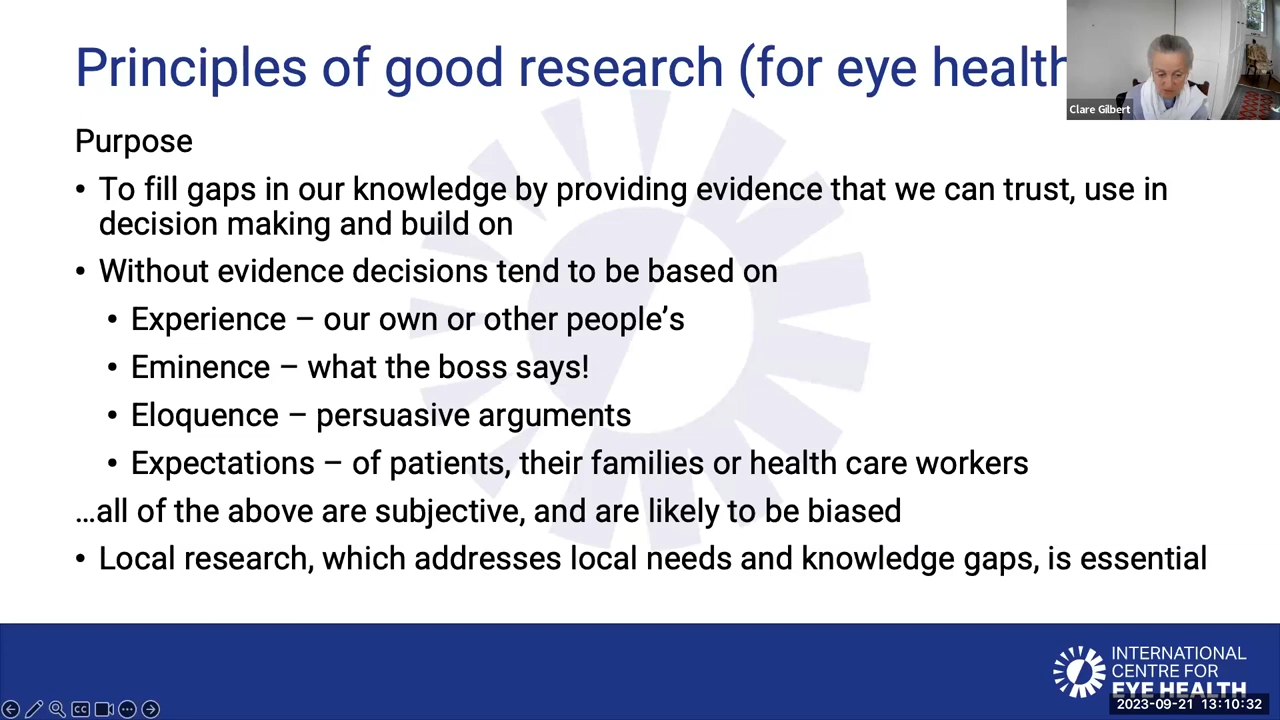 Principles of good research (for eye health
Clare Gilbert
Purpose
• To fill gaps in our knowledge by providing evidence that we can trust, use in
decision making and build on
• Without evidence decisions tend to be based on
• Experience – our own or other people’s
• Eminence – what the boss says!
• Eloquence – persuasive arguments
• Expectations – of patients, their families or health care workers
…all of the above are subjective, and are likely to be biased
• Local research, which addresses local needs and knowledge gaps, is essential
INTERNATIONAL
CENTRE FOR
EYE HEALTH
2023-09-21 13:10:32
CC